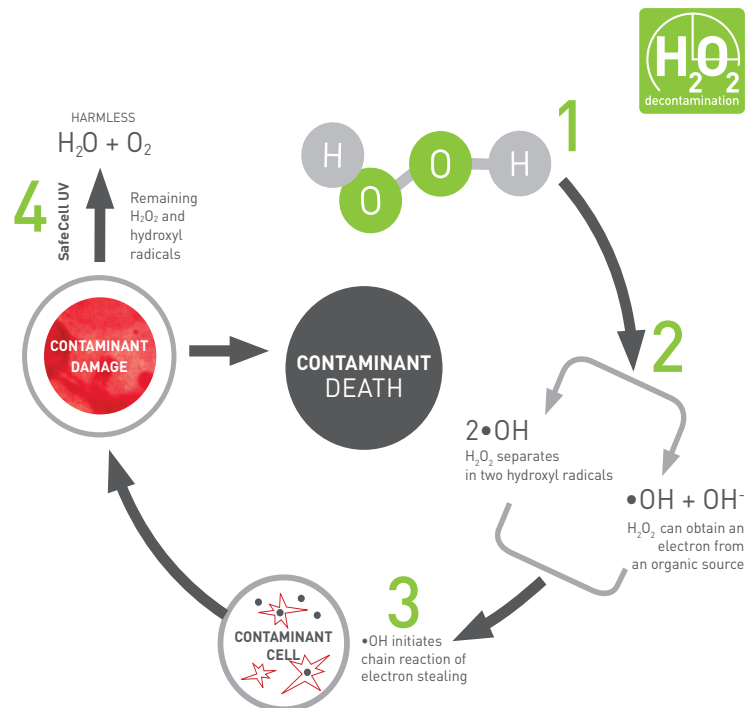 H₂O₂
decontamination
1
H
O
O
H
2
2•OH
H₂O₂ separates
in two hydroxyl radicals
•OH + OH⁻
H₂O₂ can obtain an
electron from
an organic source
3
•OH initiates
chain reaction of
electron stealing
CONTAMINANT
CELL
CONTAMINANT
DAMAGE
CONTAMINANT
DEATH
4
SafeCell UV
Remaining
H₂O₂ and
hydroxyl
radicals
HARMLESS
H₂O + O₂